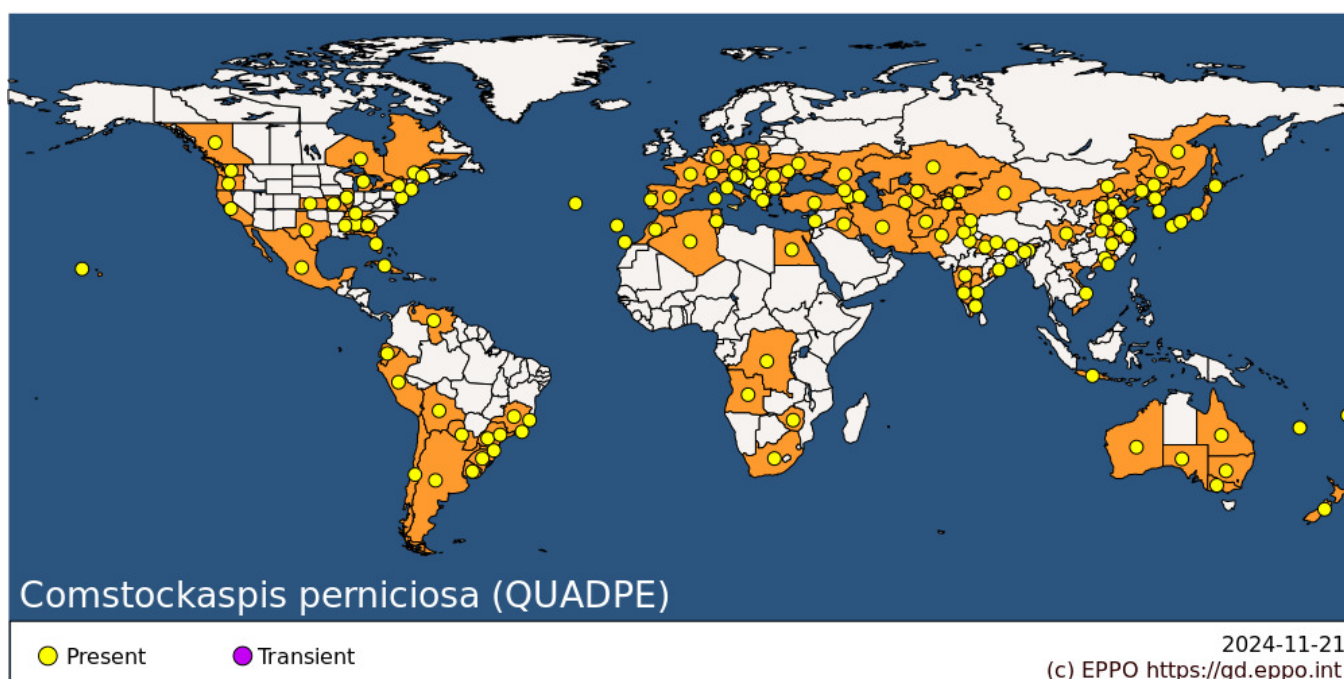 Comstockaspis perniciosa (QUADPE)
Present
Transient
2024-11-21
(c) EPPO https://gd.eppo.int